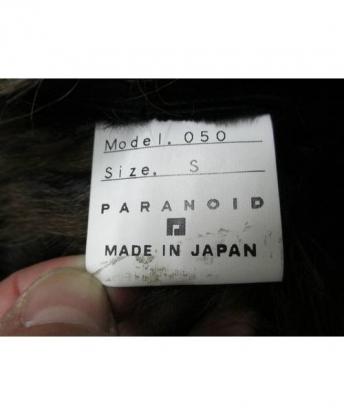 Model. 050
Size. S
PARANOID
MADE IN JAPAN